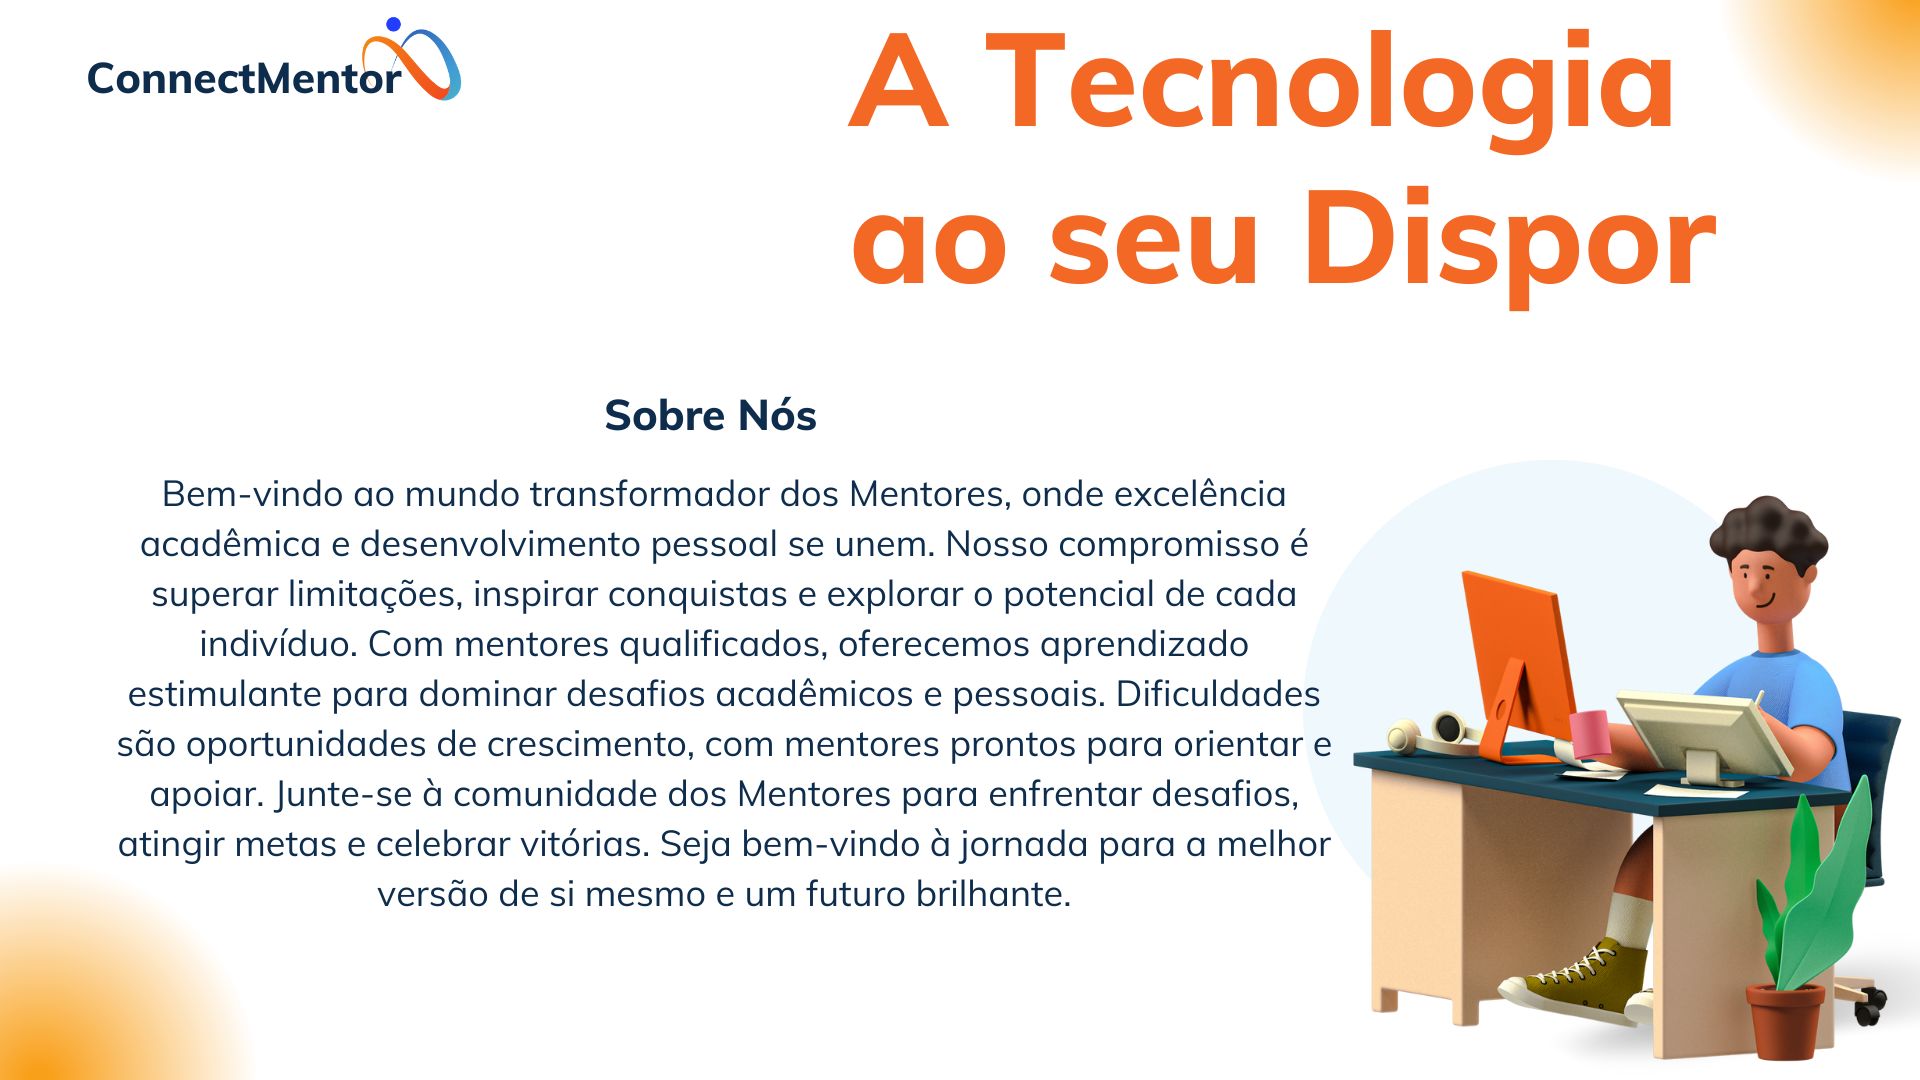 ConnectMentor
A Tecnologia
ao seu Dispor
Sobre Nós
Bem-vindo ao mundo transformador dos Mentores, onde excelência
acadêmica e desenvolvimento pessoal se unem. Nosso compromisso é
superar limitações, inspirar conquistas e explorar o potencial de cada
indivíduo. Com mentores qualificados, oferecemos aprendizado
estimulante para dominar desafios acadêmicos e pessoais. Dificuldades
são oportunidades de crescimento, com mentores prontos para orientar e
apoiar. Junte-se à comunidade dos Mentores para enfrentar desafios,
atingir metas e celebrar vitórias. Seja bem-vindo à jornada para a melhor
versão de si mesmo e um futuro brilhante.